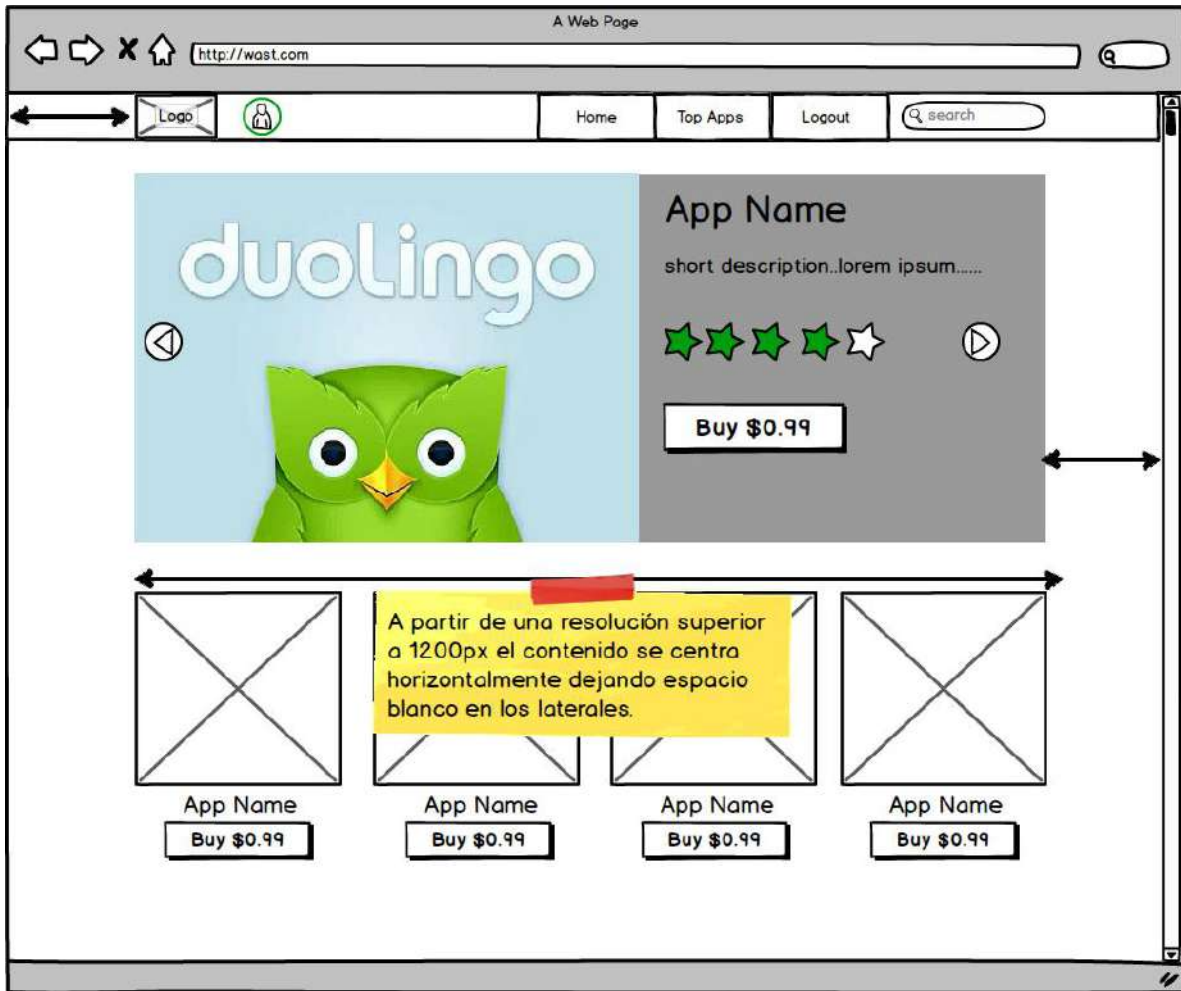 A Web Page
http://wast.com
Logo
Home
Top Apps
Logout
search
duolingo
App Name
short description..lorem ipsum......
Buy $0.99
A partir de una resolución superior
a 1200px el contenido se centra
horizontalmente dejando espacio
blanco en los laterales.
App Name
App Name
App Name
App Name
Buy $0.99
Buy $0.99
Buy $0.99
Buy $0.99